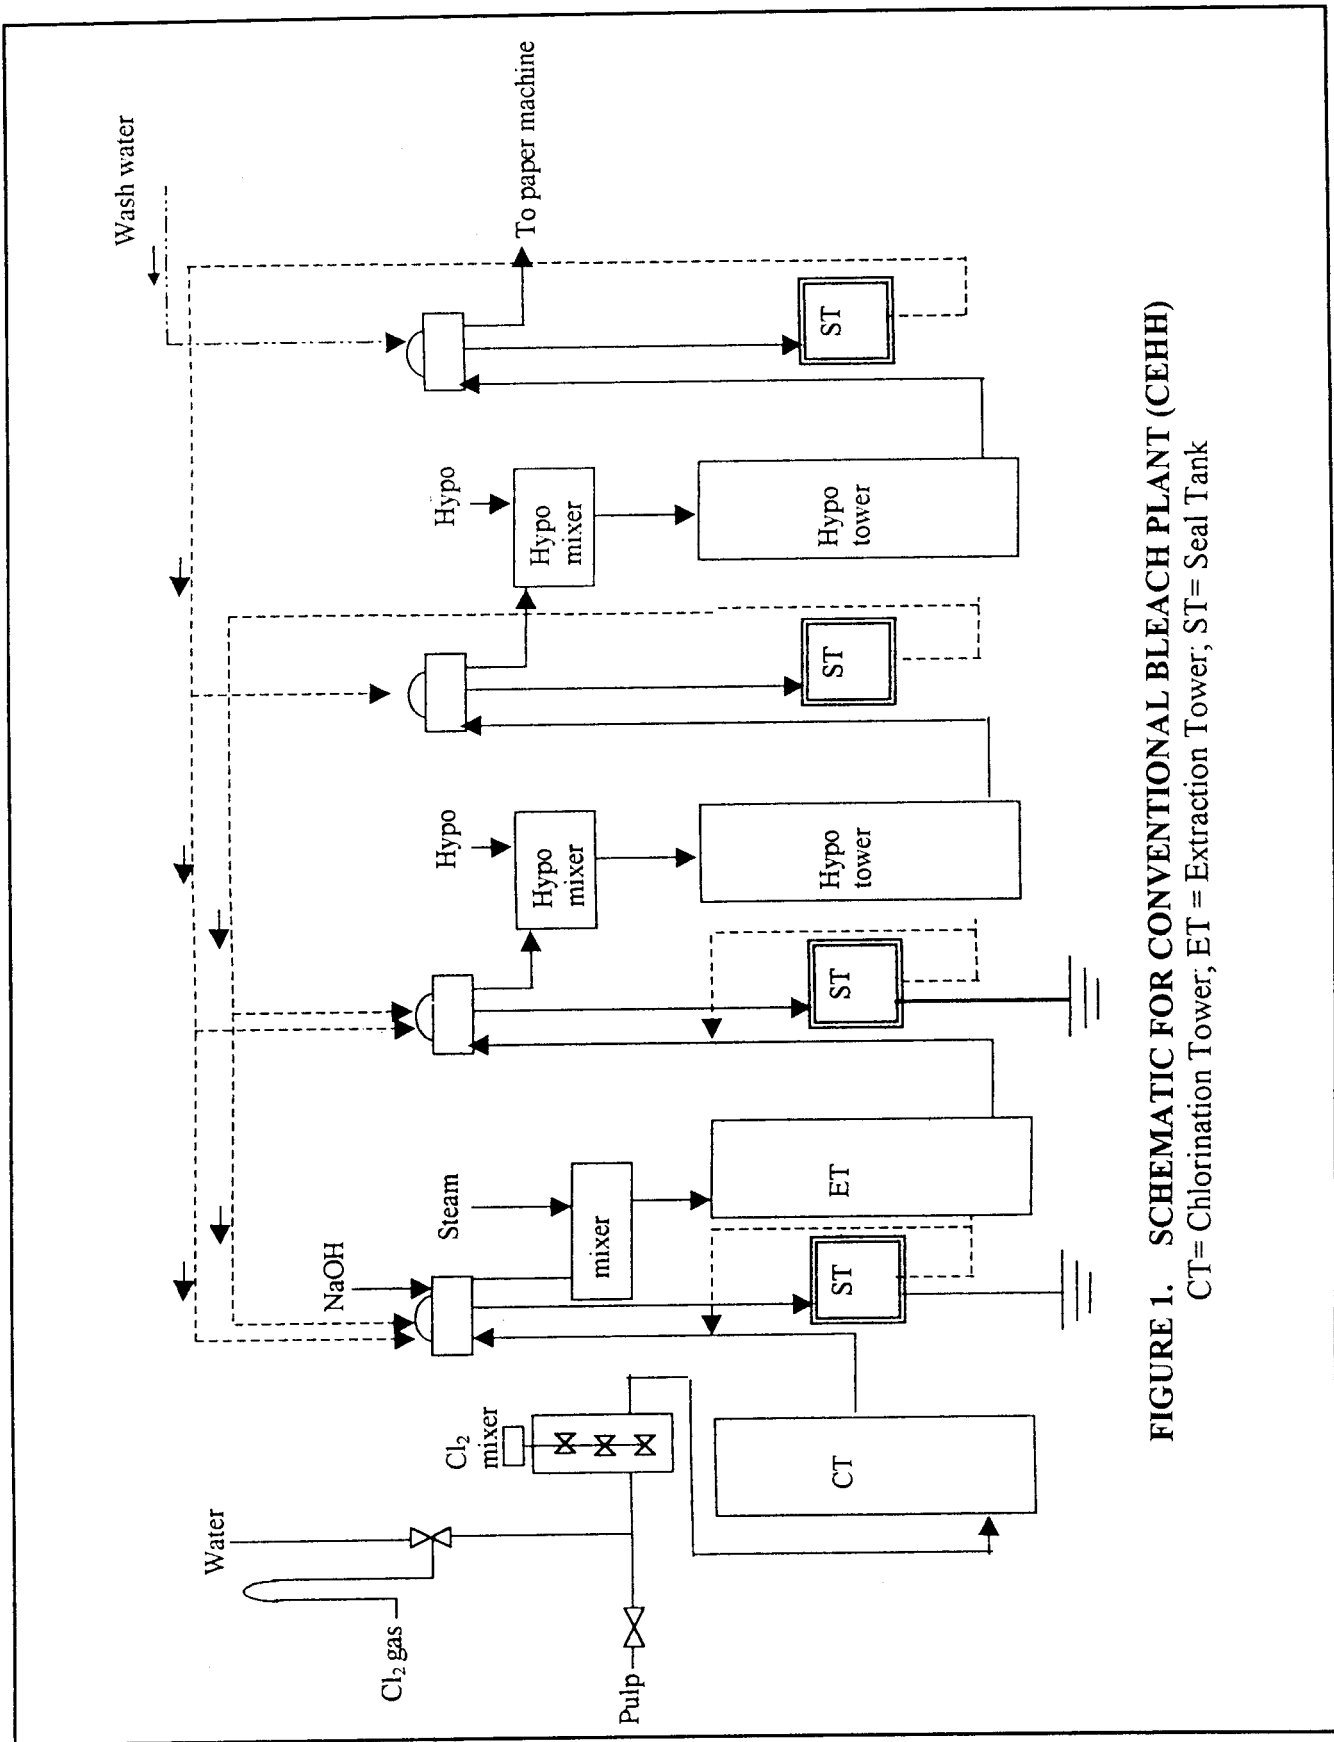 Wash water
Water
Cl₂ gas
Pulp
Cl₂
mixer
CT
NaOH
Steam
mixer
ST
ET
ST
Hypo
Hypo
mixer
Hypo
tower
ST
Hypo
Hypo
mixer
Hypo
tower
ST
To paper machine
FIGURE 1. SCHEMATIC FOR CONVENTIONAL BLEACH PLANT (CEHH)
CT= Chlorination Tower; ET = Extraction Tower; ST= Seal Tank